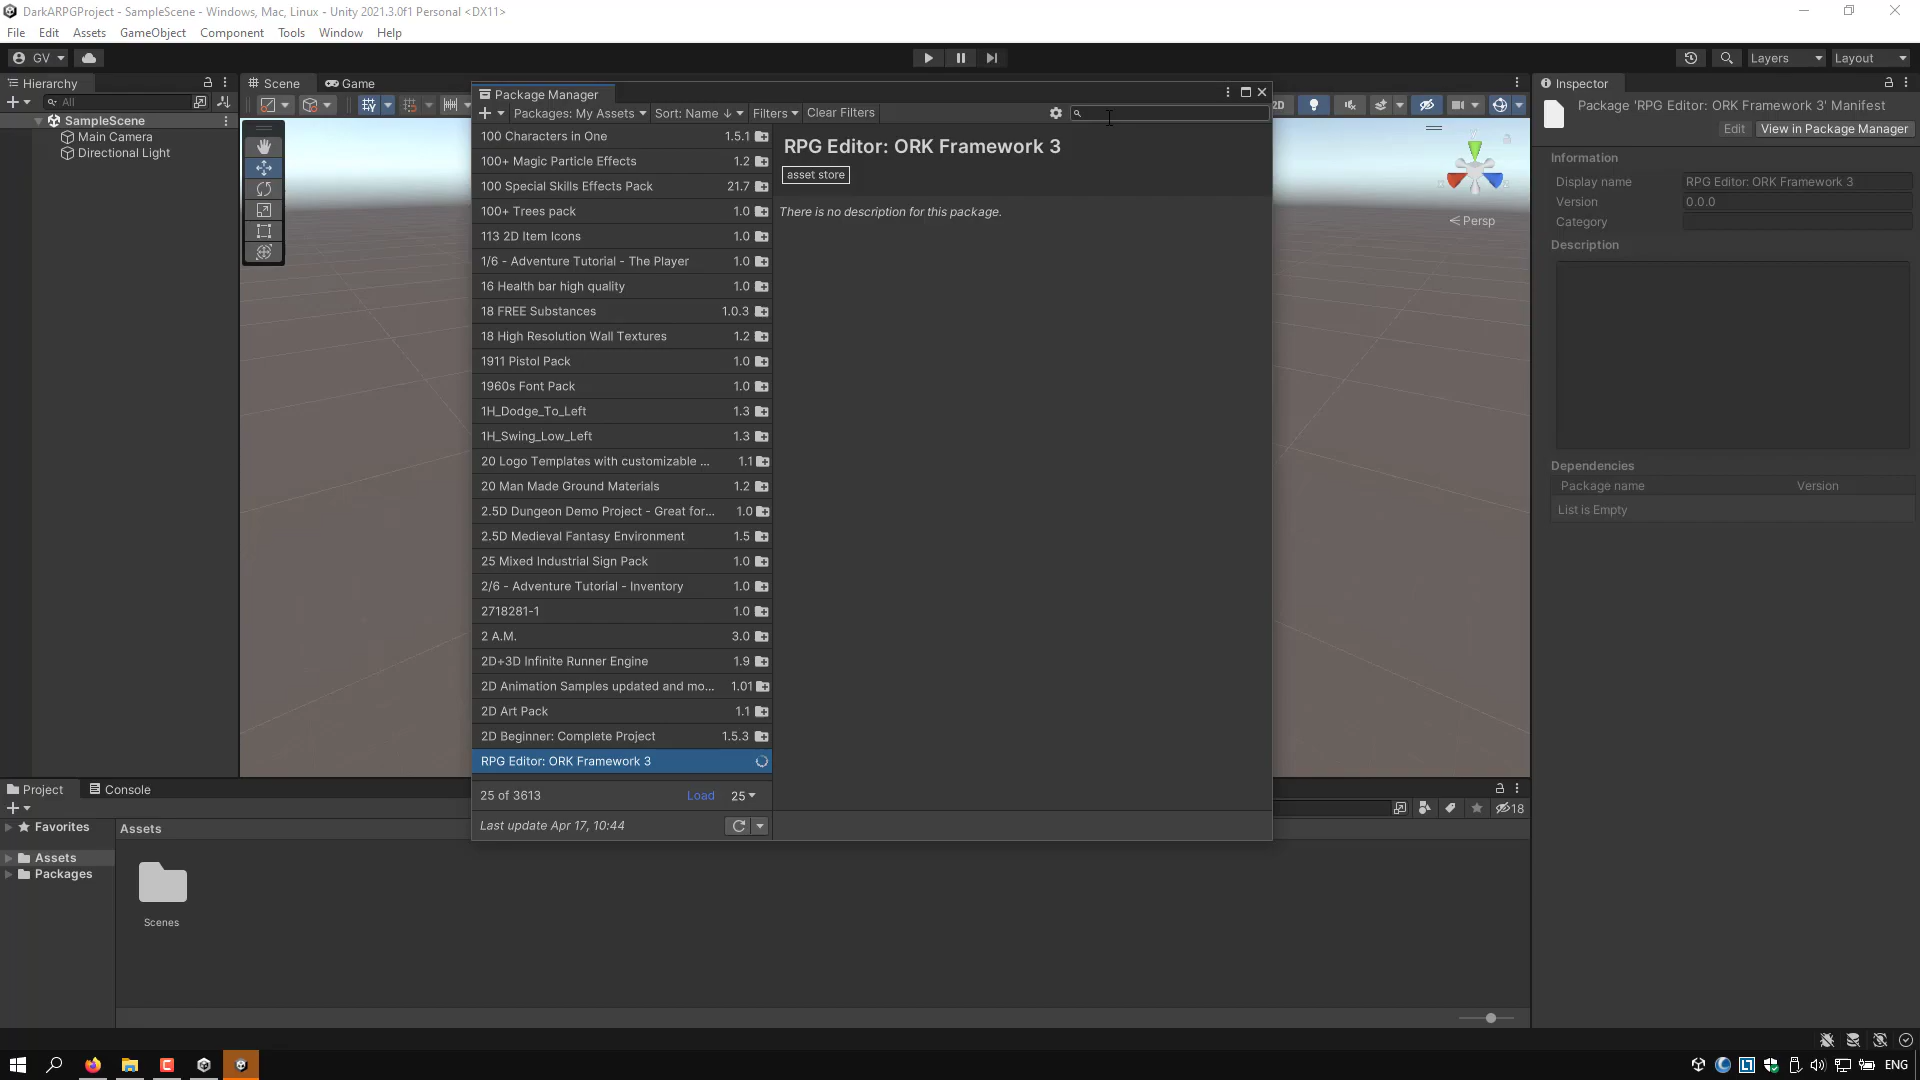 DarkARPGProject - SampleScene - Windows, Mac, Linux - Unity 2021.3.0f1 Personal <DX11>
File Edit Assets GameObject Component Tools Window Help
GV
Layers
Layout
Hierarchy
All
SampleScene
Main Camera
Directional Light
Scene
Game
2D
Persp
Package Manager
Packages: My Assets
Sort: Name ↓
Filters
Clear Filters
100 Characters in One 1.5.1
100+ Magic Particle Effects 1.2
100 Special Skills Effects Pack 21.7
100+ Trees pack 1.0
113 2D Item Icons 1.0
1/6 - Adventure Tutorial - The Player 1.0
16 Health bar high quality 1.0
18 FREE Substances 1.0.3
18 High Resolution Wall Textures 1.2
1911 Pistol Pack 1.0
1960s Font Pack 1.0
1H_Dodge_To_Left 1.3
1H_Swing_Low_Left 1.3
20 Logo Templates with customizable ... 1.1
20 Man Made Ground Materials 1.2
2.5D Dungeon Demo Project - Great for... 1.0
2.5D Medieval Fantasy Environment 1.5
25 Mixed Industrial Sign Pack 1.0
2/6 - Adventure Tutorial - Inventory 1.0
2718281-1 1.0
2 A.M. 3.0
2D+3D Infinite Runner Engine 1.9
2D Animation Samples updated and mo... 1.01
2D Art Pack 1.1
2D Beginner: Complete Project 1.5.3
RPG Editor: ORK Framework 3
25 of 3613 Load 25
Last update Apr 17, 10:44
RPG Editor: ORK Framework 3
asset store
There is no description for this package.
Inspector
Package 'RPG Editor: ORK Framework 3' Manifest
Edit View in Package Manager
Information
Display name RPG Editor: ORK Framework 3
Version 0.0.0
Category
Description
Dependencies
Package name Version
List is Empty
Project
Console
18
Favorites
Assets
Packages
Assets
Scenes
ENG